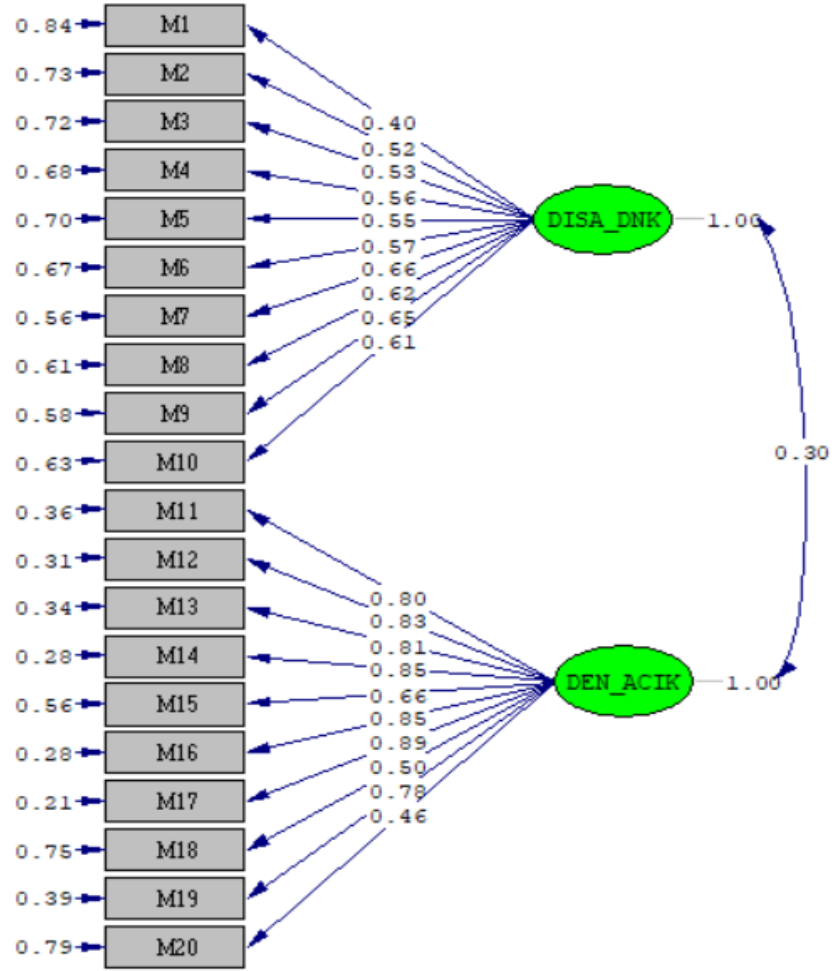 0.84 M1
0.73 M2
0.72 M3
0.68 M4
0.70 M5
0.67 M6
0.56 M7
0.61 M8
0.58 M9
0.63 M10
0.36 M11
0.31 M12
0.34 M13
0.28 M14
0.56 M15
0.28 M16
0.21 M17
0.75 M18
0.39 M19
0.79 M20
0.40
0.52
0.53
0.56
0.55
0.57
0.66
0.62
0.65
0.61
DISA_DNK 1.00
0.30
0.80
0.83
0.81
0.85
0.66
0.85
0.89
0.50
0.78
0.46
DEN_ACIK 1.00